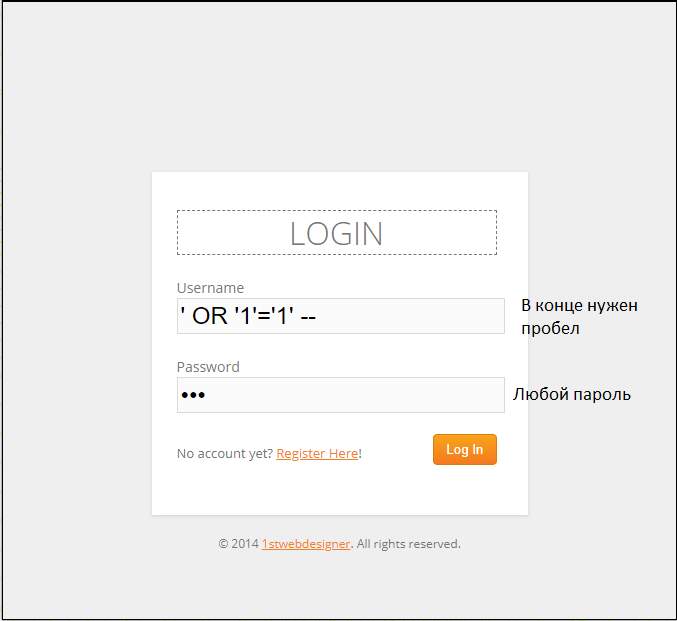 LOGIN
Username
' OR '1'='1' --
В конце нужен
пробел
Password
•••
Любой пароль
No account yet? Register Here!
Log In
© 2014 1stwebdesigner. All rights reserved.